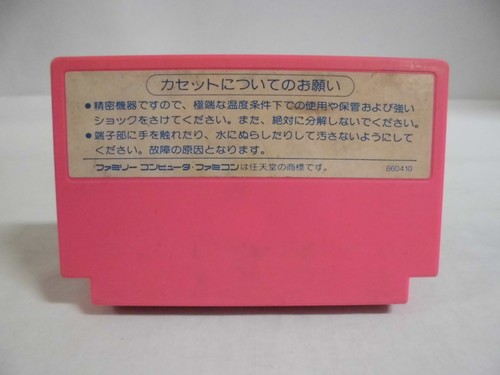 カセットについてのお願い
●精密機器ですので、極端な温度条件下での使用や保管および強い
ショックをさけてください。また、絶対に分解しないでください。
●端子部に手を触れたり、水にぬらしたりして汚さないようにして
ください。故障の原因となります。
ファミリー コンピュータ・ファミコンは任天堂の商標です。 860410